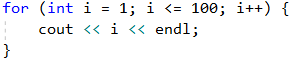 for (int i = 1; i <= 100; i++) {
    cout << i << endl;
}